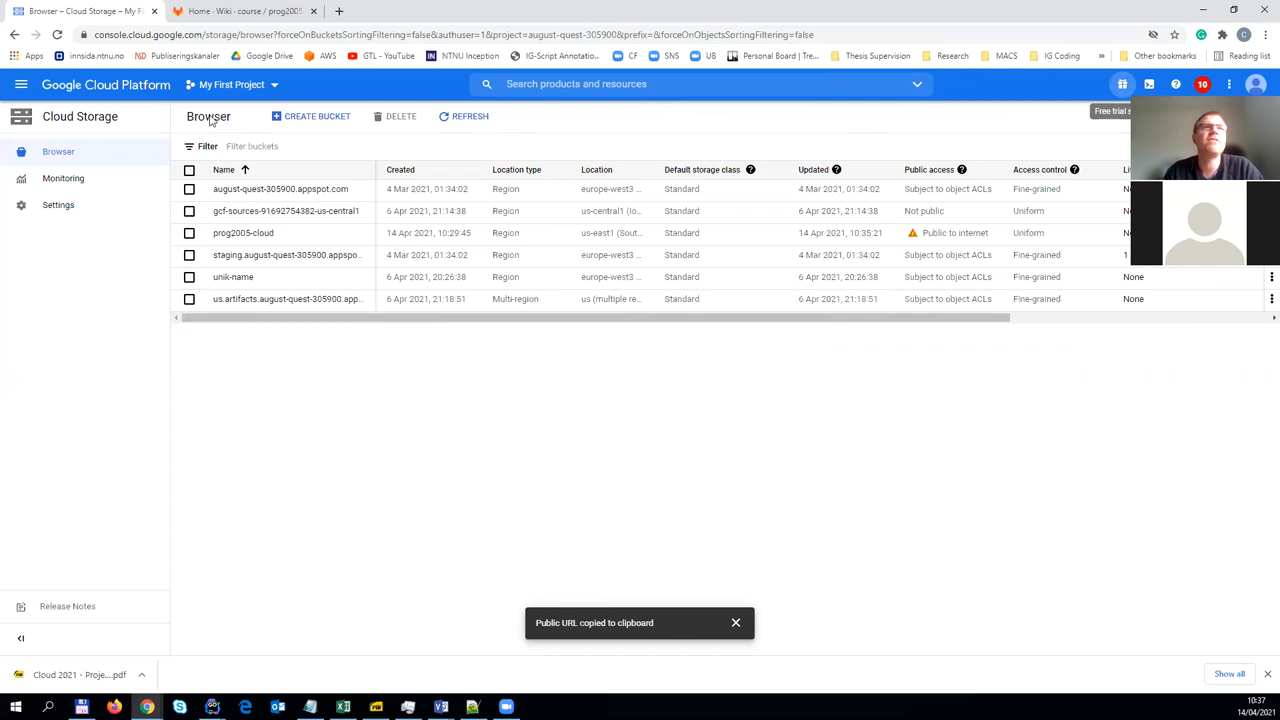 Browser – Cloud Storage – My Fi
Home · Wiki · course / prog2005
console.cloud.google.com/storage/browser?forceOnBucketsSortingFiltering=false&authuser=1&project=august-quest-305900&prefix=&forceOnObjectsSortingFiltering=false
Apps innsida.ntnu.no Publiseringskanaler Google Drive AWS GTL - YouTube NTNU Inception IG-Script Annotatio... CF SNS UB Personal Board | Tre... Thesis Supervision Research MACS IG Coding » Other bookmarks Reading list
Google Cloud Platform My First Project Search products and resources 10
Cloud Storage Browser CREATE BUCKET DELETE REFRESH Free trial s
Browser
Monitoring
Settings
Filter Filter buckets
Name Created Location type Location Default storage class Updated Public access Access control Li
august-quest-305900.appspot.com 4 Mar 2021, 01:34:02 Region europe-west3 ... Standard 4 Mar 2021, 01:34:02 Subject to object ACLs Fine-grained
gcf-sources-91692754382-us-central1 6 Apr 2021, 21:14:38 Region us-central1 (Io... Standard 6 Apr 2021, 21:14:38 Not public Uniform
prog2005-cloud 14 Apr 2021, 10:29:45 Region us-east1 (Sout... Standard 14 Apr 2021, 10:35:21 Public to internet Uniform
staging.august-quest-305900.appspo... 4 Mar 2021, 01:34:02 Region europe-west3 ... Standard 4 Mar 2021, 01:34:02 Subject to object ACLs Fine-grained 1
unik-name 6 Apr 2021, 20:26:38 Region europe-west3 ... Standard 6 Apr 2021, 20:26:38 Subject to object ACLs Fine-grained None
us.artifacts.august-quest-305900.app... 6 Apr 2021, 21:18:51 Multi-region us (multiple re... Standard 6 Apr 2021, 21:18:51 Subject to object ACLs Fine-grained None
Release Notes
Public URL copied to clipboard
Cloud 2021 - Proje....pdf
Show all
10:37
14/04/2021